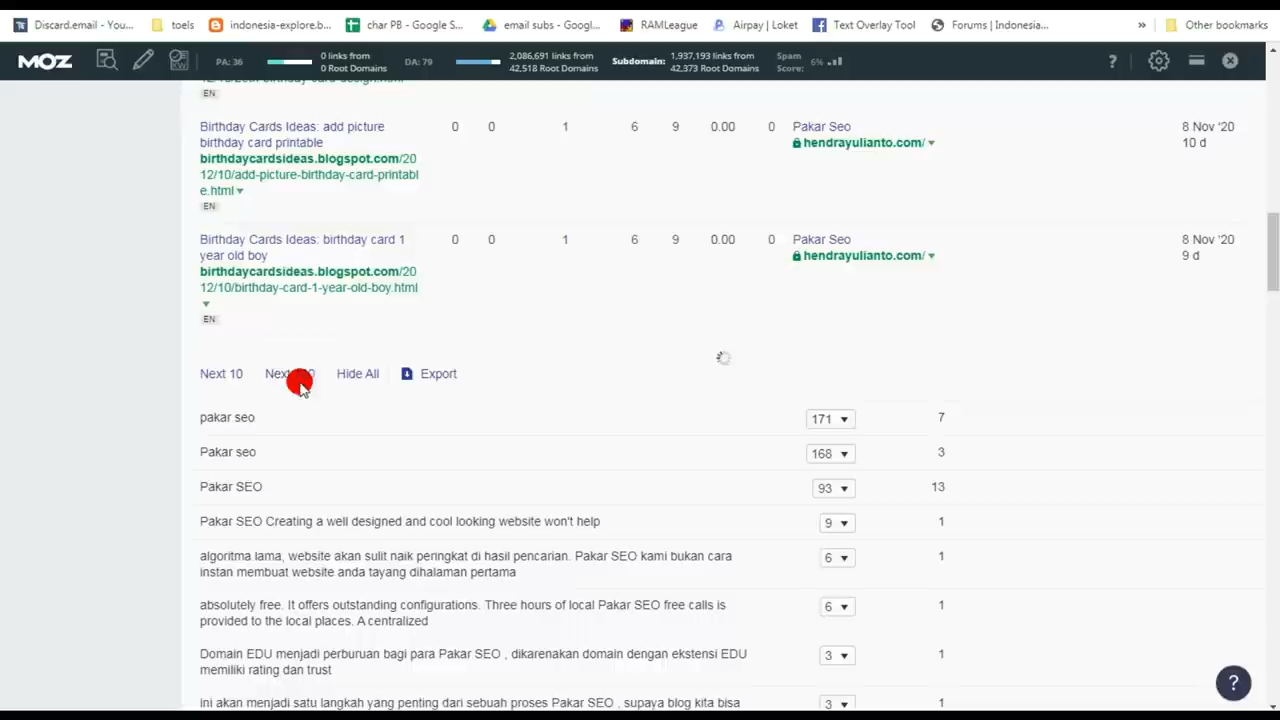 Discard.email - You...
toels
indonesia-explore.b...
char PB - Google S...
email subs - Googl...
RAMLeague
Airpay | Loket
Text Overlay Tool
Forums | Indonesia...
»
Other bookmarks
MOZ
PA: 36
0 links from
0 Root Domains
DA: 79
2,086,691 links from
42,518 Root Domains
Subdomain:
1,937,193 links from
42,373 Root Domains
Spam
Score:
6%
?
EN
Birthday Cards Ideas: add picture
birthday card printable
birthdaycardsideas.blogspot.com/20
12/10/add-picture-birthday-card-printabl
e.html
EN
0 0 1 6 9 0.00 0
Pakar Seo
hendrayulianto.com/
8 Nov '20
10 d
Birthday Cards Ideas: birthday card 1
year old boy
birthdaycardsideas.blogspot.com/20
12/10/birthday-card-1-year-old-boy.html
EN
0 0 1 6 9 0.00 0
Pakar Seo
hendrayulianto.com/
8 Nov '20
9 d
Next 10 Next Hide All Export
pakar seo 171 7
Pakar seo 168 3
Pakar SEO 93 13
Pakar SEO Creating a well designed and cool looking website won't help 9 1
algoritma lama, website akan sulit naik peringkat di hasil pencarian. Pakar SEO kami bukan cara
instan membuat website anda tayang dihalaman pertama
6 1
absolutely free. It offers outstanding configurations. Three hours of local Pakar SEO free calls is
provided to the local places. A centralized
6 1
Domain EDU menjadi perburuan bagi para Pakar SEO , dikarenakan domain dengan ekstensi EDU
memiliki rating dan trust
3 1
ini akan menjadi satu langkah yang penting dari sebuah proses Pakar SEO , supaya blog kita bisa
3 1
?